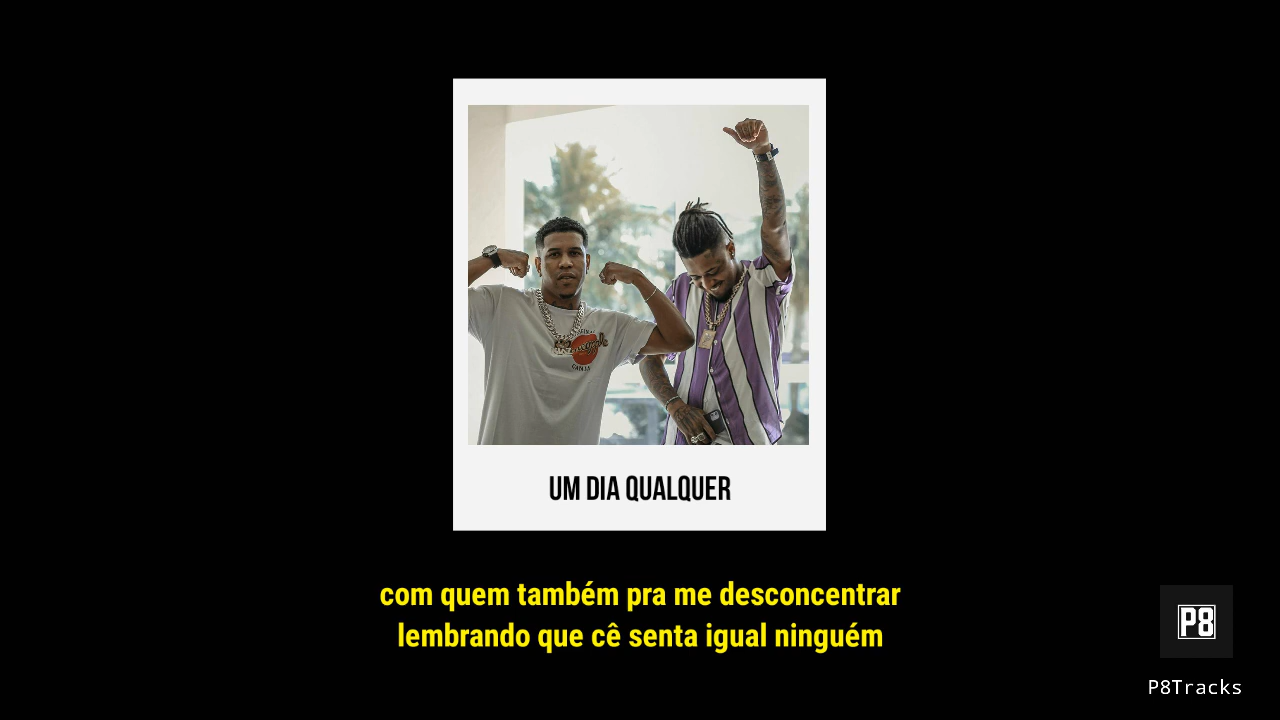 UM DIA QUALQUER
com quem também pra me desconcentrar
lembrando que cê senta igual ninguém
P8
P8Tracks